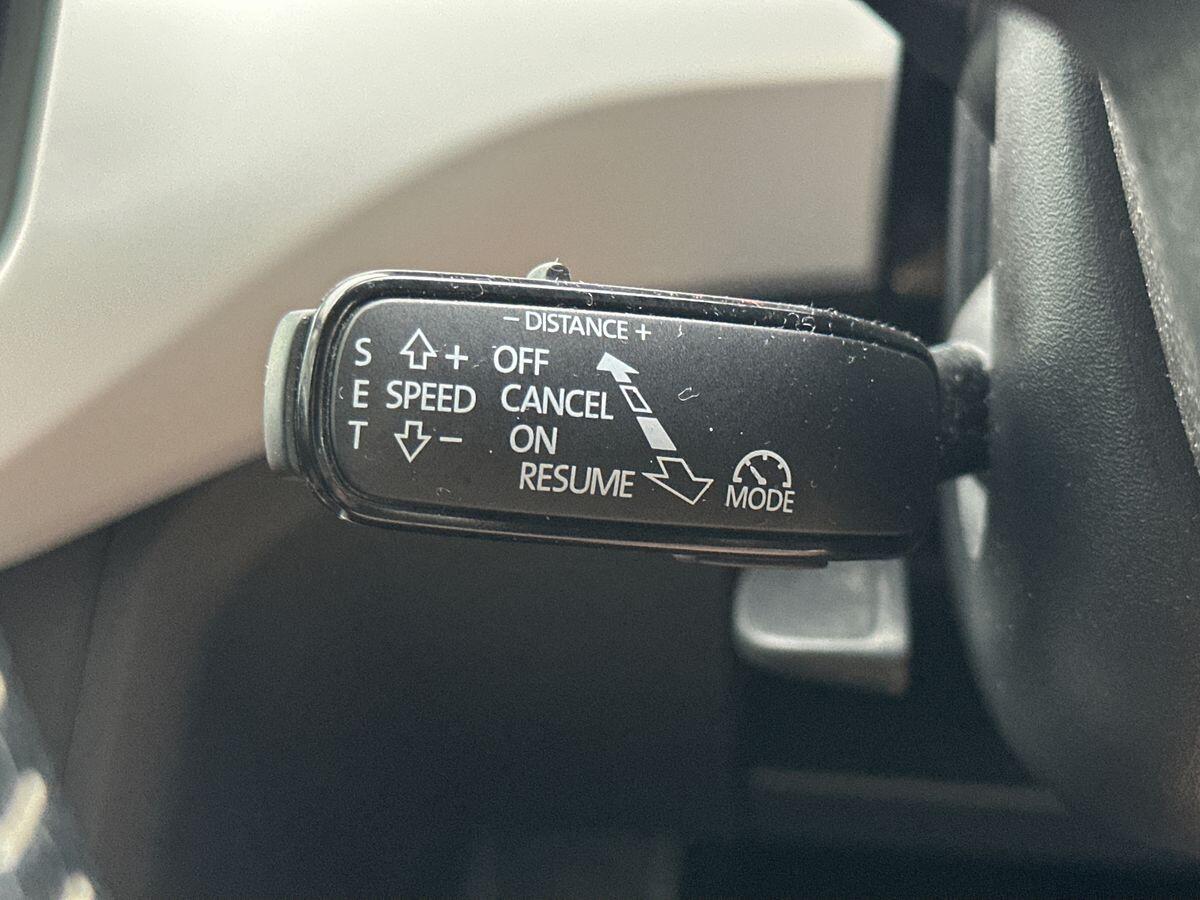 - DISTANCE +
S + OFF
E SPEED CANCEL
T - ON
RESUME
MODE